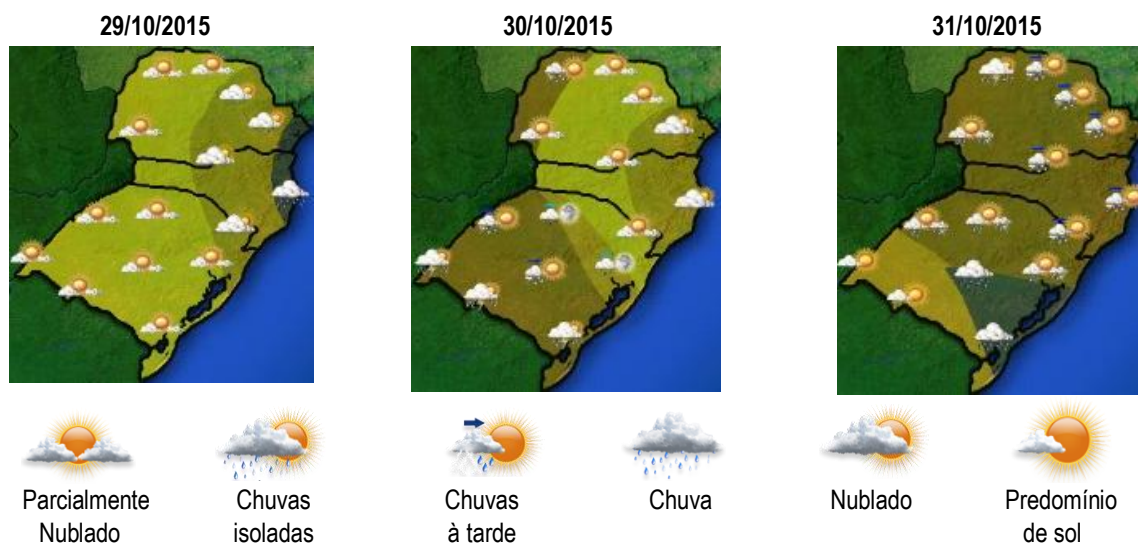 29/10/2015
30/10/2015
31/10/2015
Parcialmente
Nublado
Chuvas
isoladas
Chuvas
à tarde
Chuva
Nublado
Predomínio
de sol